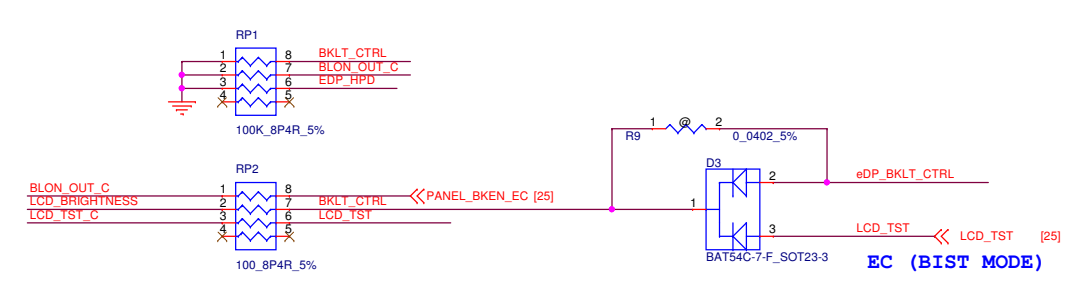 RP1
1 8 BKLT_CTRL
2 7 BLON_OUT_C
3 6 EDP_HPD
4 5
100K_8P4R_5%
1 @ 2
R9 0_0402_5%
RP2
D3
BLON_OUT_C 1 8 PANEL_BKEN_EC [25]
LCD_BRIGHTNESS 2 7 BKLT_CTRL
LCD_TST_C 3 6 LCD_TST
4 5
100_8P4R_5%
2 eDP_BKLT_CTRL
1
3 LCD_TST LCD_TST [25]
BAT54C-7-F_SOT23-3
EC (BIST MODE)